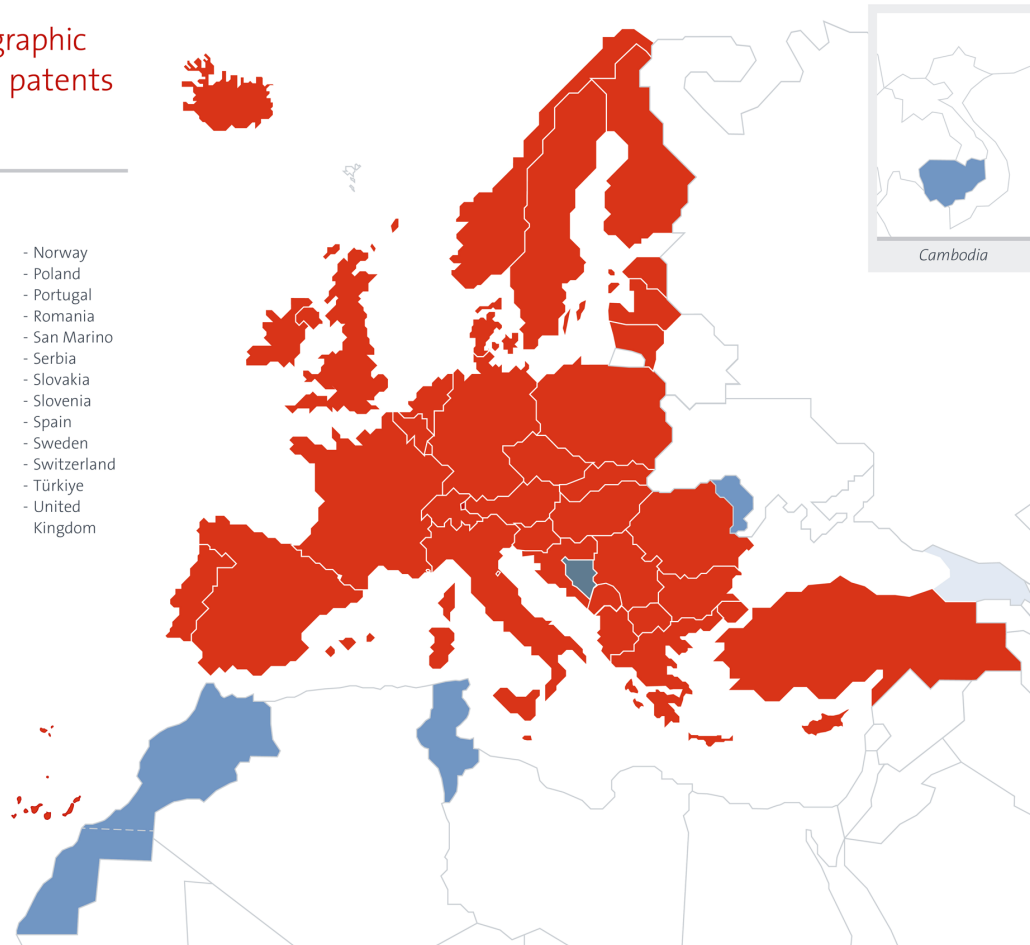 graphic
patents
- Norway
- Poland
- Portugal
- Romania
- San Marino
- Serbia
- Slovakia
- Slovenia
- Spain
- Sweden
- Switzerland
- Türkiye
- United
Kingdom
Cambodia